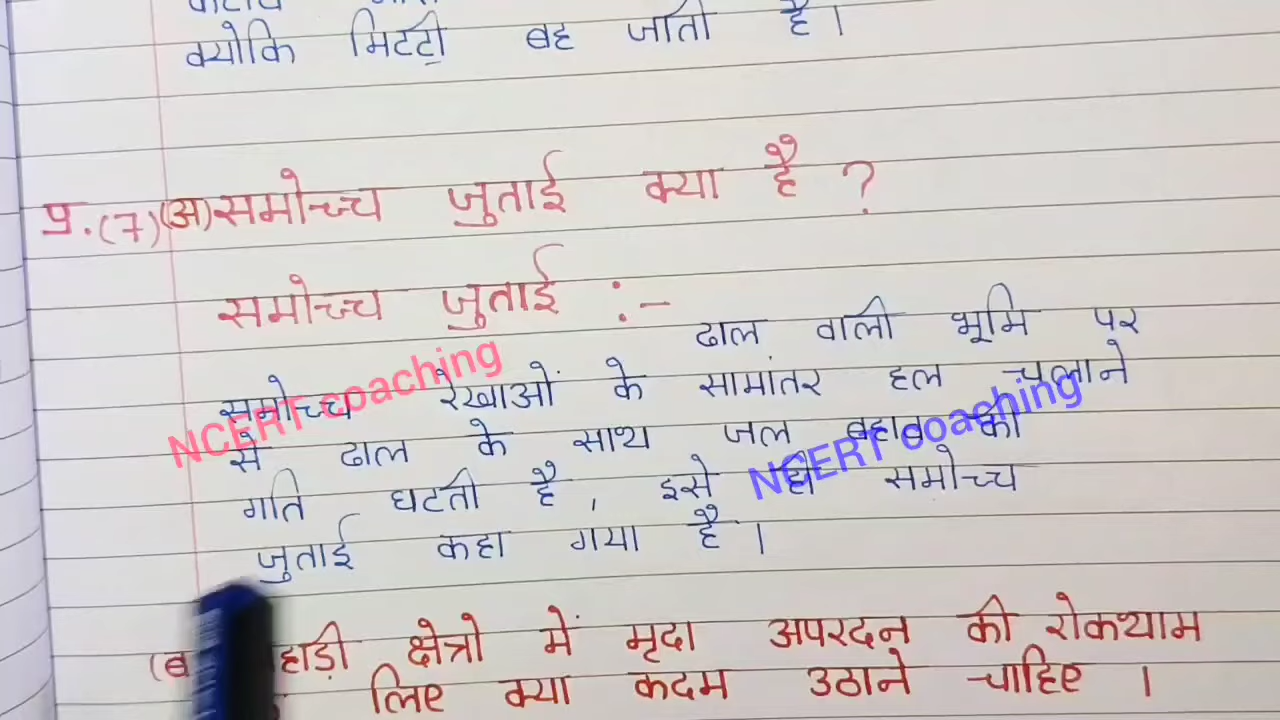 क्योकि मिटटी बह जाती है।
प्र.(7)(अ)समोच्च जुताई क्या है ?
समोच्च जुताई :-
ढाल वाली भूमि पर
समोच्च रेखाओं के सामांतर हल चलाने
से ढाल के साथ जल बहाव की
गति घटती है, इसे ही समोच्च
जुताई कहा गया है।
(ब हाड़ी क्षेत्रो में मृदा अपरदन की रोकथाम
लिए क्या कदम उठाने चाहिए ।
NCERT coaching
NCERT coaching